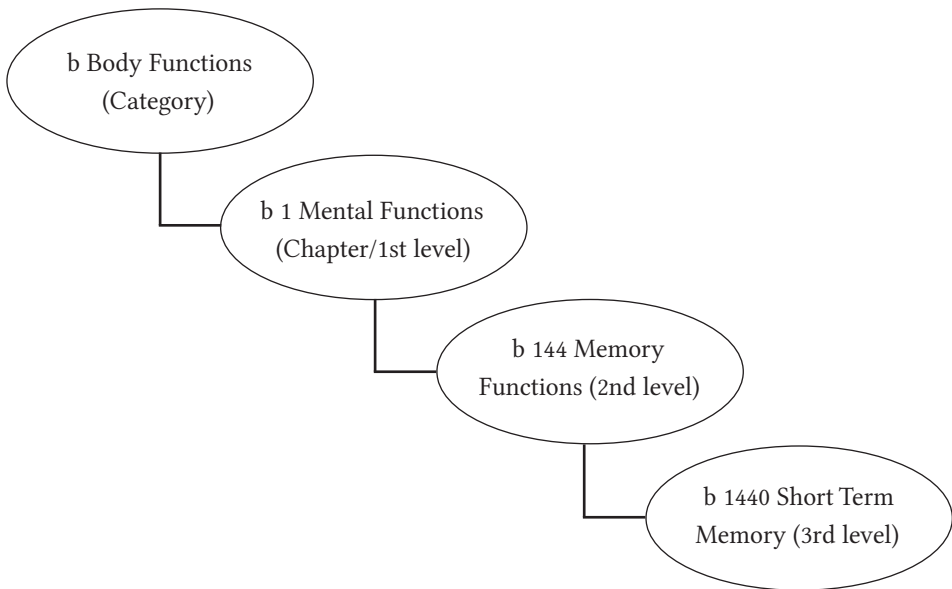 b Body Functions
(Category)
b 1 Mental Functions
(Chapter/1st level)
b 144 Memory
Functions (2nd level)
b 1440 Short Term
Memory (3rd level)